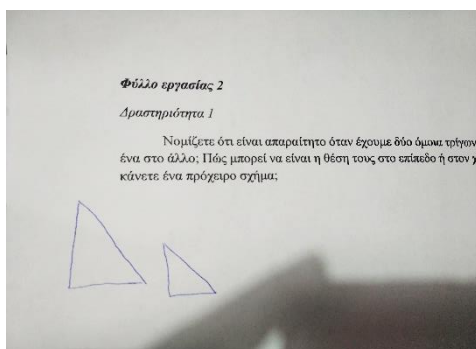 Φύλλο εργασίας 2
Δραστηριότητα 1
Νομίζετε ότι είναι απαραίτητο όταν έχουμε δύο όμοια τρίγων
ένα στο άλλο; Πώς μπορεί να είναι η θέση τους στο επίπεδο ή στον χ
κάνετε ένα πρόχειρο σχήμα;